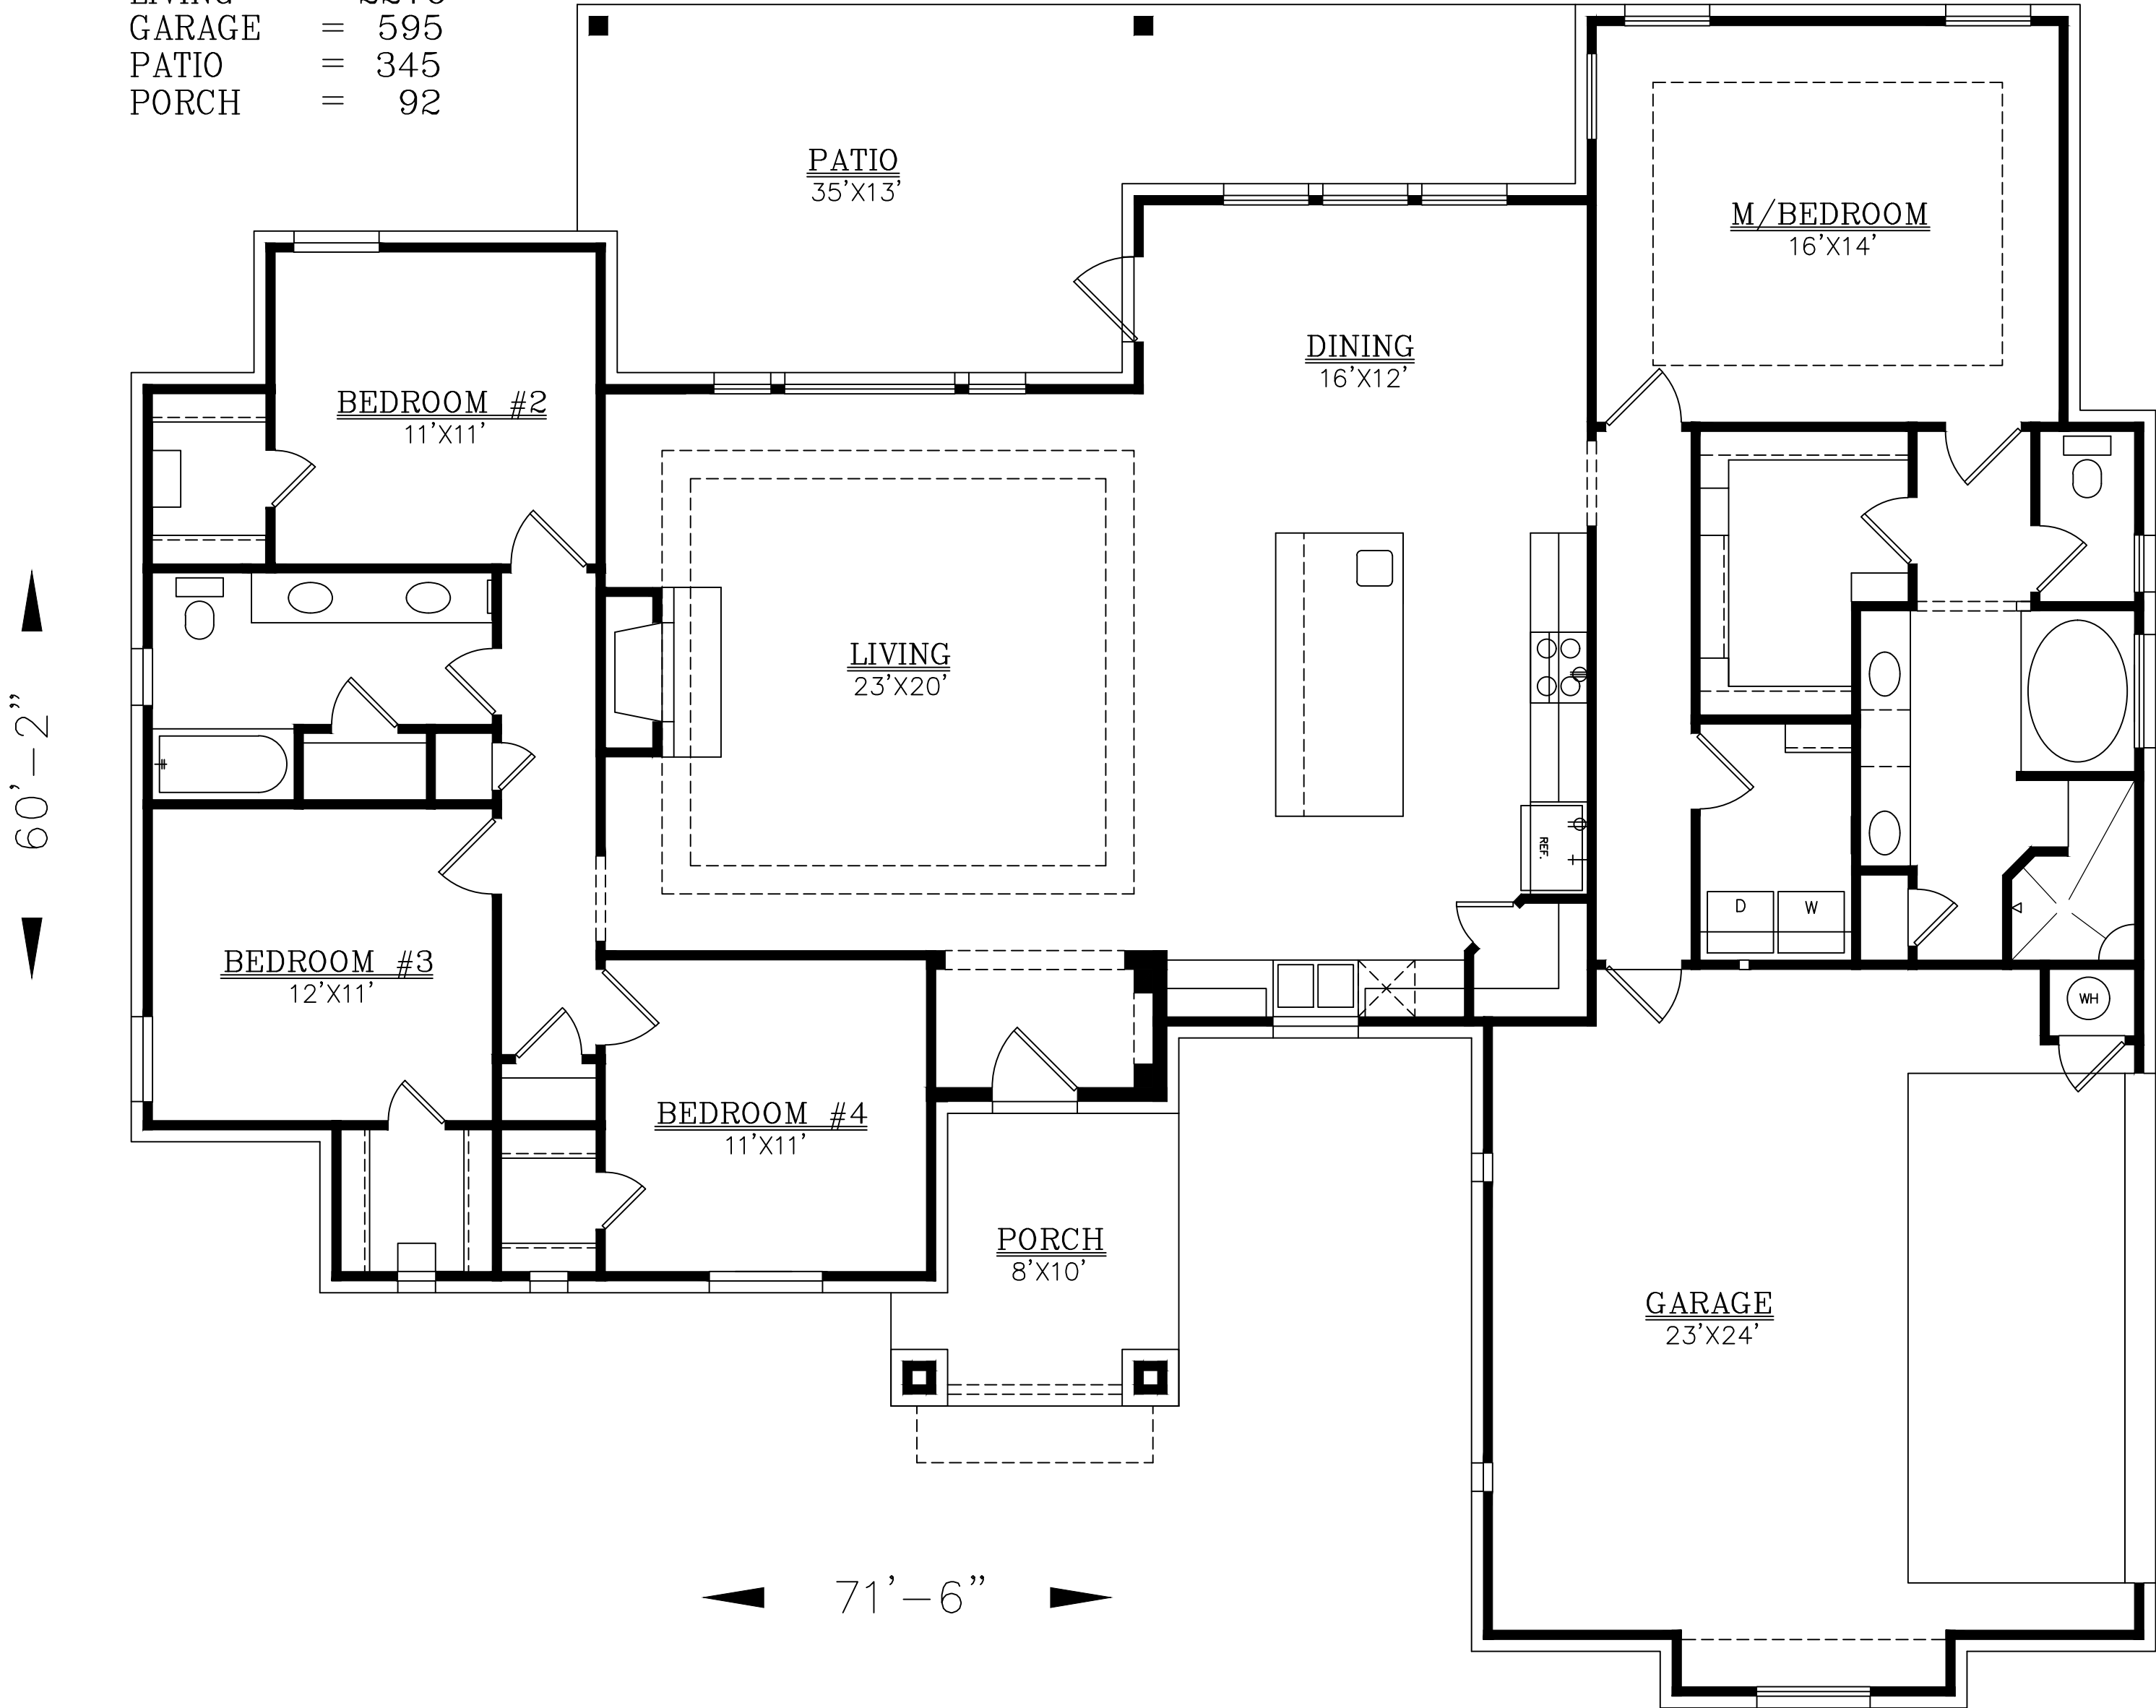 GARAGE = 595
PATIO = 345
PORCH = 92
PATIO
35'X13'
M/BEDROOM
16'X14'
DINING
16'X12'
BEDROOM #2
11'X11'
LIVING
23'X20'
60'-2"
REF.
D
W
BEDROOM #3
12'X11'
WH
BEDROOM #4
11'X11'
PORCH
8'X10'
GARAGE
23'X24'
71'-6"